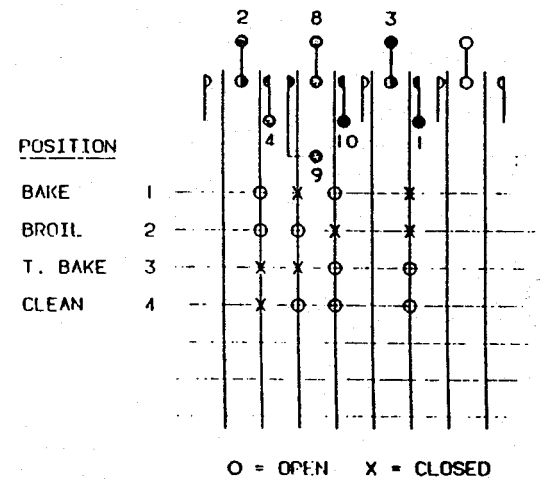 2 8 3
4 10 1
9
POSITION
BAKE 1 O X O X
BROIL 2 O O X X
T. BAKE 3 X X O O
CLEAN 4 X O O O
O = OPEN X = CLOSED